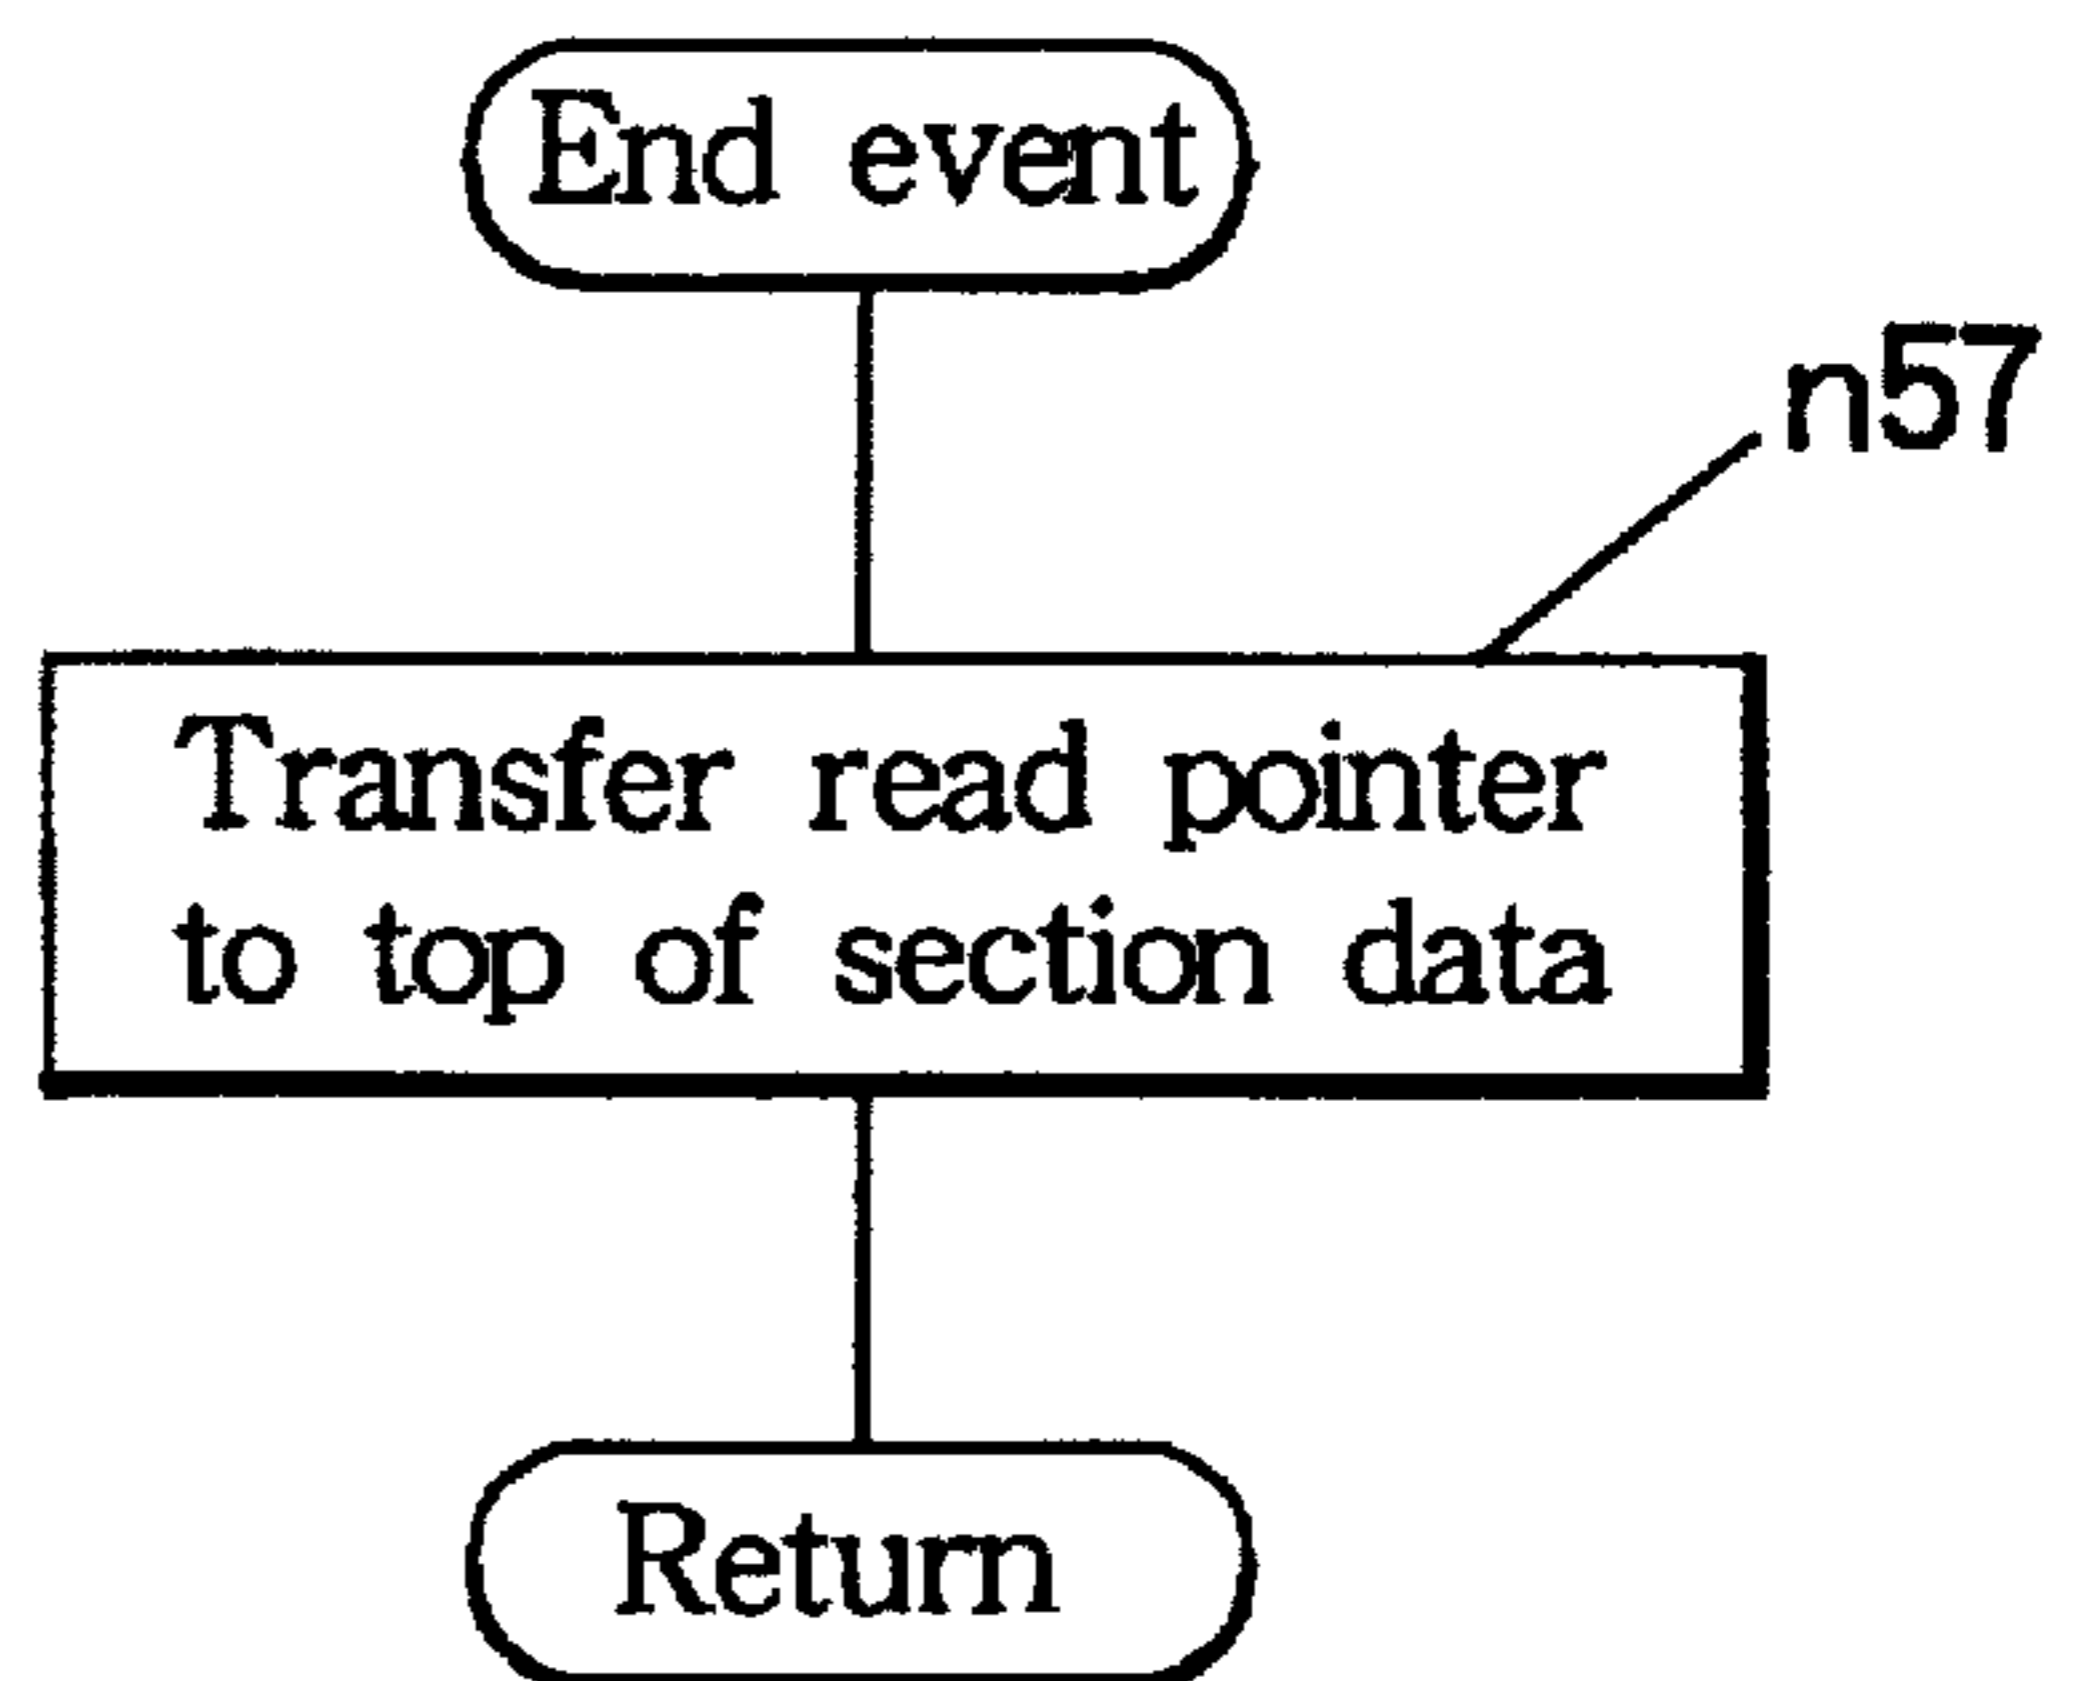 End event
n57
Transfer read pointer
to top of section data
Return